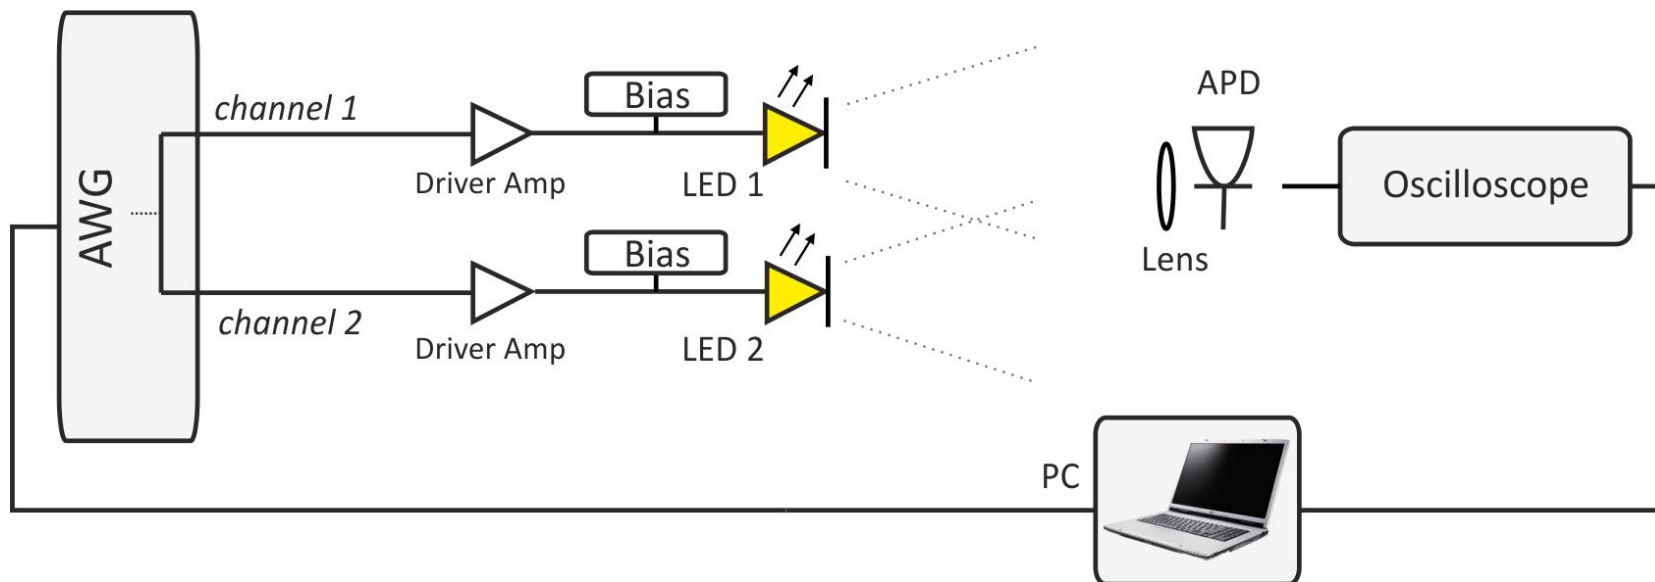 AWG
channel 1
Driver Amp
Bias
LED 1
channel 2
Driver Amp
Bias
LED 2
APD
Lens
Oscilloscope
PC